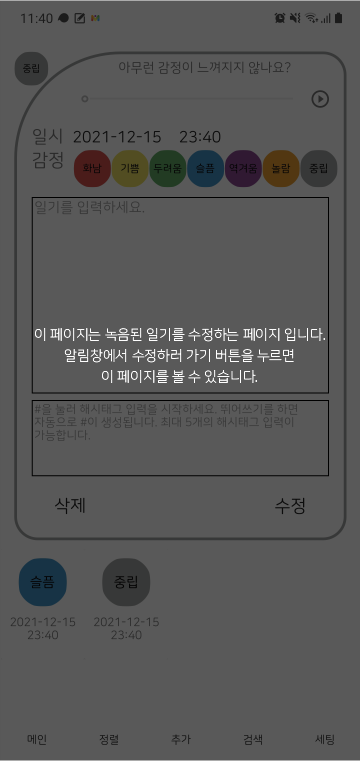 11:40
중립
아무런 감정이 느껴지지 않나요?
일시 2021-12-15 23:40
감정 화남 기쁨 두려움 슬픔 역겨움 놀람 중립
일기를 입력하세요.
이 페이지는 녹음된 일기를 수정하는 페이지 입니다.
알림창에서 수정하러 가기 버튼을 누르면
이 페이지를 볼 수 있습니다.
#을 눌러 해시태그 입력을 시작하세요. 띄어쓰기를 하면
자동으로 #이 생성됩니다. 최대 5개의 해시태그 입력이
가능합니다.
삭제 수정
슬픔 중립
2021-12-15 2021-12-15
23:40 23:40
메인 정렬 추가 검색 세팅